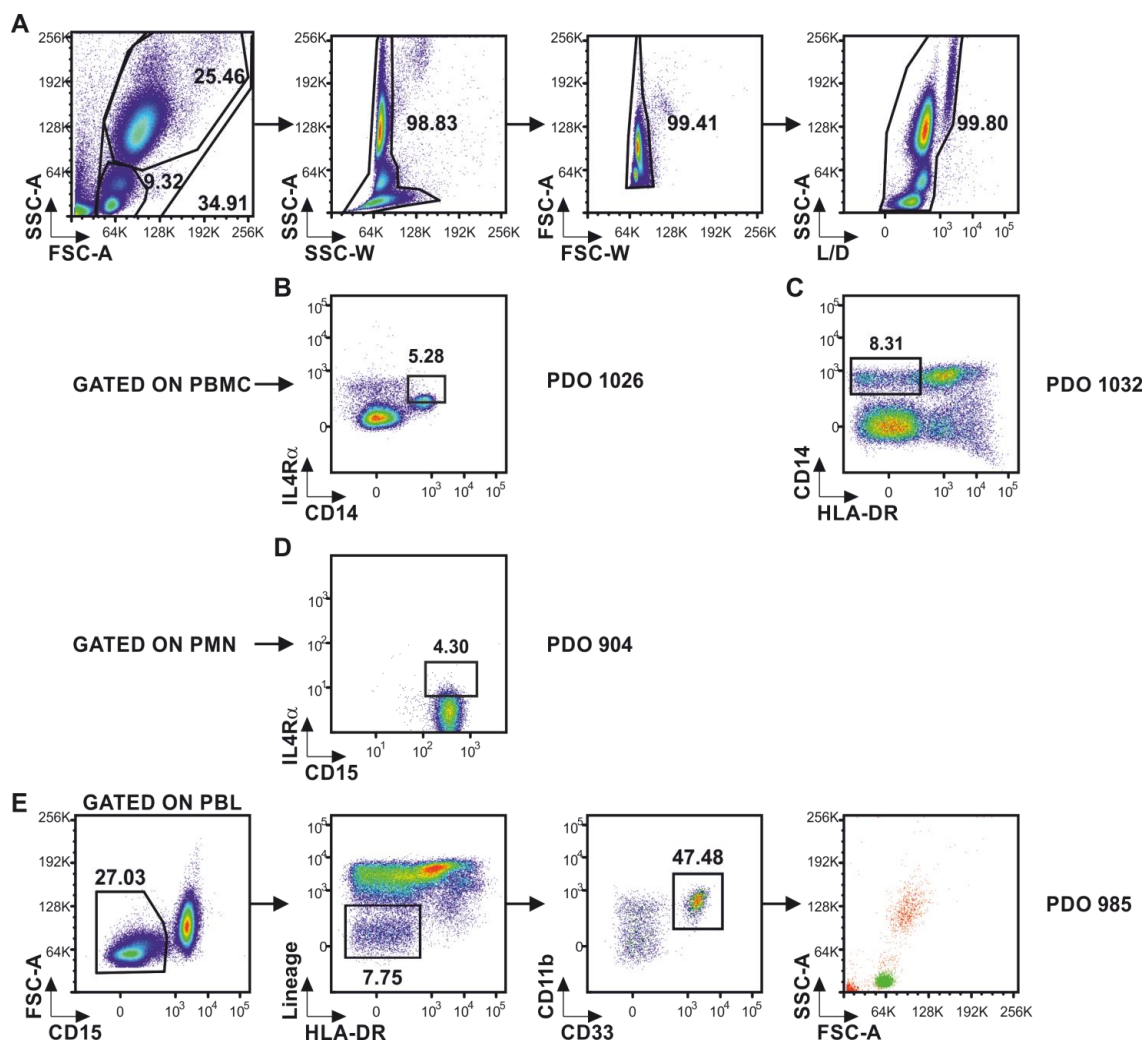 A
256K
192K
128K
64K
SSC-A
25.46
9.32
34.91
64K 128K 192K 256K
FSC-A
256K
192K
128K
64K
SSC-A
98.83
64K 128K 192K 256K
SSC-W
256K
192K
128K
64K
FSC-A
99.41
64K 128K 192K 256K
FSC-W
256K
192K
128K
64K
SSC-A
99.80
0 10³ 10⁴ 10⁵
L/D
B
GATED ON PBMC
10⁵
10⁴
10³
0
IL4Rα
5.28
0 10³ 10⁴ 10⁵
CD14
PDO 1026
C
10⁵
10⁴
10³
0
CD14
8.31
0 10³ 10⁴ 10⁵
HLA-DR
PDO 1032
D
GATED ON PMN
10³
10²
10¹
IL4Rα
4.30
10¹ 10² 10³
CD15
PDO 904
E
GATED ON PBL
256K
192K
128K
64K
FSC-A
27.03
0 10³ 10⁴ 10⁵
CD15
10⁵
10⁴
10³
0
Lineage
7.75
0 10³ 10⁴ 10⁵
HLA-DR
10⁵
10⁴
10³
0
CD11b
47.48
0 10³ 10⁴ 10⁵
CD33
256K
192K
128K
64K
SSC-A
64K 128K 192K 256K
FSC-A
PDO 985